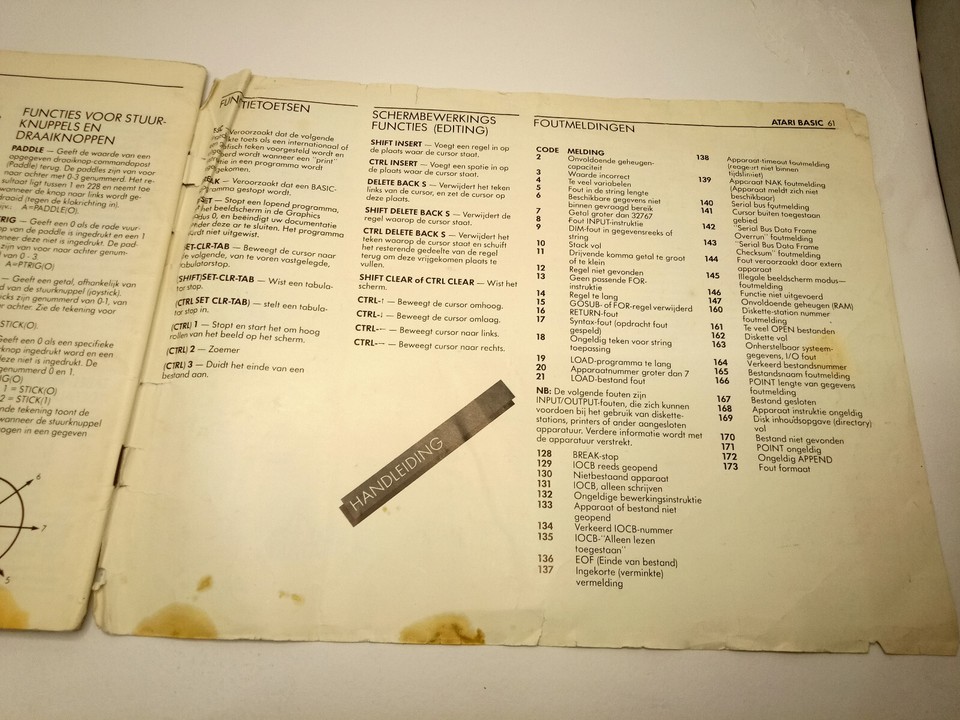 FUNCTIES VOOR STUUR-
KNUPPELS EN
DRAAIKNOPPEN
PADDLE — Geeft de waarde van een
opgegeven draaiknop-commandopost
(Paddle) terug. De paddles zijn van voor
naar achter met 0-3 genummerd. Het re-
sultaat ligt tussen 1 en 228 en neemt toe
wanneer de knop naar links wordt ge-
draaid (tegen de klokrichting in).
A=PADDLE(O).
TRIG — Geeft een 0 als de rode vuur-
op van de paddle is ingedrukt en een 1
neer deze niet is ingedrukt. De pad-
zijn van voor naar achter genum-
van 0 - 3.
A=PTRIG(O)
— Geeft een getal, afhankelijk van
d van de stuurknuppel (joystick).
icks zijn genummerd van 0-1, van
achter. Zie de tekening voor
STICK(O).
Geeft een 0 als een specifieke
knop ingedrukt ward en een
deze niet is ingedrukt. De
genummerd 0 en 1.
IG(O)
1 = STICK(O)
2 = STICK(1)
nde tekening toont de
wanneer de stuurknuppel
ogen in een gegeven
6
7
5
FUNCTIETOETSEN
Veroorzaakt dat de volgende
toets als een internationaal of
afisch teken voorgesteld wordt en
eerd wordt wanneer een "print"
in een programma wordt
gekomen.
— Veroorzaakt dat een BASIC-
programma gestopt wordt.
— Stopt een lopend programma,
het beeldscherm in de Graphics
0, en beëindigt uw documentatie
der deze ar te sluiten. Het programma
wordt niet uitgewist.
SET-CLR-TAB — Beweegt de cursor naar
de volgende, van te voren vastgelegde,
tabulatorstop.
(SHIFT)SET-CLR-TAB — Wist een tabula-
tor stop.
(CTRL SET CLR-TAB) — stelt een tabula-
tor stop in.
(CTRL) 1 — Stopt en start het om hoog
rollen van het beeld op het scherm.
(CTRL) 2 — Zoemer
(CTRL) 3 — Duidt het einde van een
bestand aan.
SCHERMBEWERKINGS
FUNCTIES (EDITING)
SHIFT INSERT — Voegt een regel in op
de plaats waar de cursor staat.
CTRL INSERT — Voegt een spatie in op
de plaats waar de cursor staat.
DELETE BACK S — Verwijdert het teken
links van de cursor, en zet de cursor op
deze plaats.
SHIFT DELETE BACK S — Verwijdert de
regel waarop de cursor staat.
CTRL DELETE BACK S — Verwijdert het
teken waarop de cursor staat en schuift
het resterende gedeelte van de regel
terug om deze vrijgekomen plaats te
vullen.
SHIFT CLEAR of CTRL CLEAR — Wist het
scherm.
CTRL-↑ — Beweegt de cursor omhoog.
CTRL-↓ — Beweegt de cursor omlaag.
CTRL-← — Beweegt cursor naar links.
CTRL-→ — Beweegt cursor naar rechts.
HANDLEIDING
ATARI BASIC 61
FOUTMELDINGEN
CODE MELDING
2 Onvoldoende geheugen-
capaciteit
3 Waarde incorrect
4 Te veel variabelen
5 Fout in de string lengte
6 Beschikbare gegevens niet
binnen gevraagd bereik
7 Getol groter dan 32767
8 Fout INPUT-instruktie
9 DIM-fout in gegevensreeks of
string
10 Stack vol
11 Drijvende komma getal te groot
of te klein
12 Regel niet gevonden
13 Geen passende FOR-
instruktie
14 Regel te lang
15 GOSUB- of FOR-regel verwijderd
16 RETURN-fout
17 Syntax-fout (opdracht fout
gespeld)
18 Ongeldig teken voor string
toepassing
19 LOAD-programma te lang
20 Apparaatnummer groter dan 7
21 LOAD-bestand fout
NB: De volgende fouten zijn
INPUT/OUTPUT-fouten, die zich kunnen
voordoen bij het gebruik van diskette-
stations, printers of ander aangesloten
apparatuur. Verdere informatie wordt met
de apparatuur verstrekt.
128 BREAK-stop
129 IOCB reeds geopend
130 Nietbestaand apparaat
131 IOCB, alleen schrijven
132 Ongeldige bewerkingsinstruktie
133 Apparaat of bestand niet
geopend
134 Verkeerd IOCB-nummer
135 IOCB-"Alleen lezen
toegestaan"
136 EOF (Einde van bestand)
137 Ingekorte (verminkte)
vermelding
138 Apparaat-timeout foutmelding
(reageert niet binnen
tijdslimiet)
139 Apparaat NAK foutmelding
(Apparaat meldt zich niet
beschikbaar)
140 Serial bus foutmelding
141 Cursor buiten toegestaan
gebied
142 "Serial Bus Data Frame
Overrun" foutmelding
143 "Serial Bus Data Frame
Checksum" foutmelding
144 Fout veroorzaakt door extern
apparaat
145 Illegale beeldscherm modus—
foutmelding
146 Functie niet uitgevoerd
147 Onvoldoende geheugen (RAM)
160 Diskette-station nummer
foutmelding
161 Te veel OPEN bestanden
162 Diskette vol
163 Onherstelbaar systeem-
gegevens, I/O fout
164 Verkeerd bestandsnummer
165 Bestandsnaam foutmelding
166 POINT lengte van gegevens
foutmelding
167 Bestand gesloten
168 Apparaat instruktie ongeldig
169 Disk inhoudsopgave (directory)
vol
170 Bestand niet gevonden
171 POINT ongeldig
172 Ongeldig APPEND
173 Fout formaat